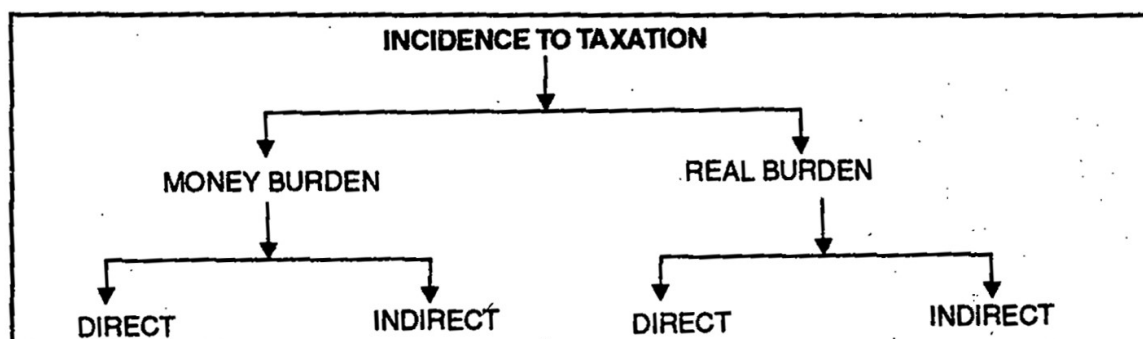 INCIDENCE TO TAXATION
MONEY BURDEN REAL BURDEN
DIRECT INDIRECT DIRECT INDIRECT